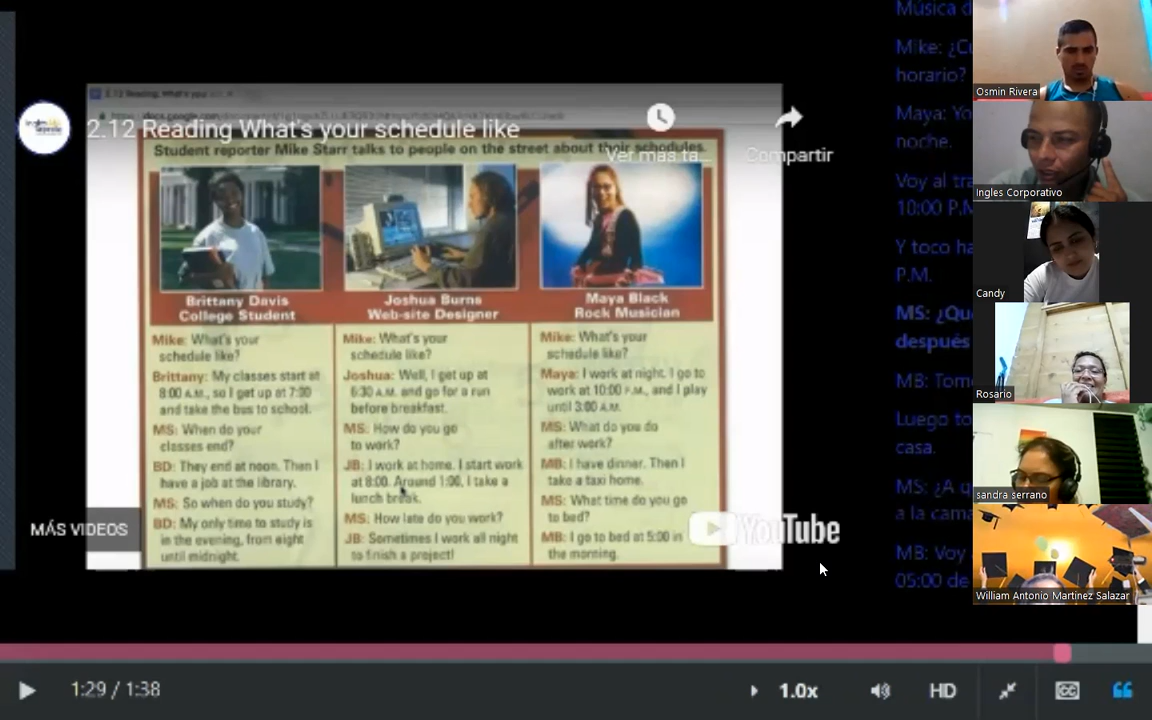 2.12 Reading What's your schedule like
Ver más ta...
Compartir
Student reporter Mike Starr talks to people on the street about their schedules.
Brittany Davis
College Student
Mike: What's your
schedule like?
Brittany: My classes start at
8:00 A.M., so I get up at 7:00
and take the bus to school.
MS: When do your
classes end?
BD: They end at noon. Then I
have a job at the library.
MS: So when do you study?
BD: My only time to study is
in the evening, from eight
until midnight.
Joshua Burns
Web-site Designer
Mike: What's your
schedule like?
Joshua: Well, I get up at
6:30 A.M. and go for a run
before breakfast.
MS: How do you go
to work?
JB: I work at home. I start work
at 8:00. Around 1:00, I take a
lunch break.
MS: How late do you work?
JB: Sometimes I work all night
to finish a project!
Maya Black
Rock Musician
Mike: What's your
schedule like?
Maya: I work at night. I go to
work at 10:00 P.M., and I play
until 3:00 A.M.
MS: What do you do
after work?
MB: I have dinner. Then I
take a taxi home.
MS: What time do you go
to bed?
MB: I go to bed at 5:00 in
the morning.
MÁS VIDEOS
YouTube
Música d
Mike: ¿Cu
horario?
Maya: Yo
noche.
Voy al tra
10:00 P.M
Y toco ha
P.M.
MS: ¿Qué
después
MB: Tom
Luego to
casa.
MS: ¿A q
a la cama
MB: Voy
05:00 de
Osmin Rivera
Ingles Corporativo
Candy
Rosario
sandra serrano
William Antonio Martinez Salazar
1:29 / 1:38
1.0x
HD
CC